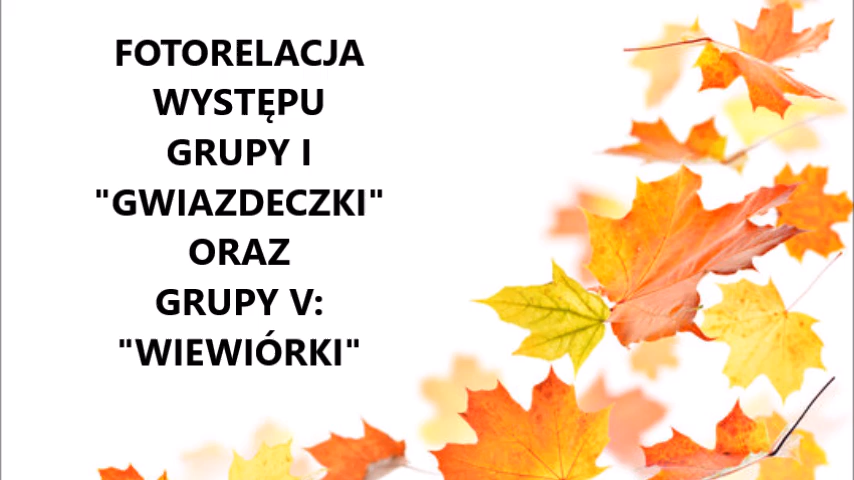 FOTORELACJA
WYSTĘPU
GRUPY I
"GWIAZDECZKI"
ORAZ
GRUPY V:
"WIEWIÓRKI"